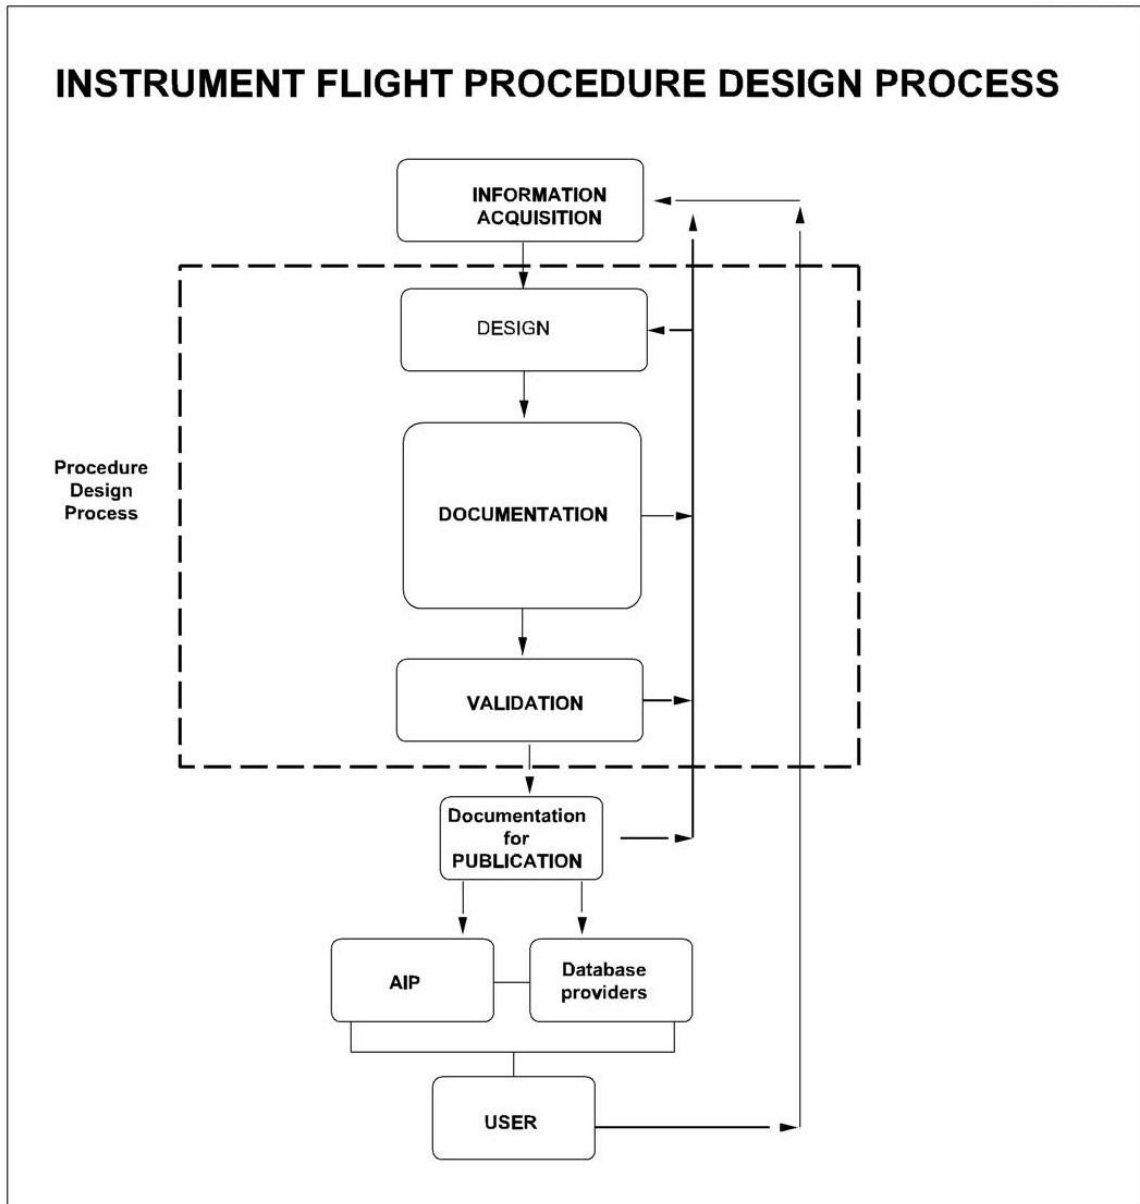 INSTRUMENT FLIGHT PROCEDURE DESIGN PROCESS
INFORMATION
ACQUISITION
DESIGN
Procedure
Design
Process
DOCUMENTATION
VALIDATION
Documentation
for
PUBLICATION
AIP
Database
providers
USER